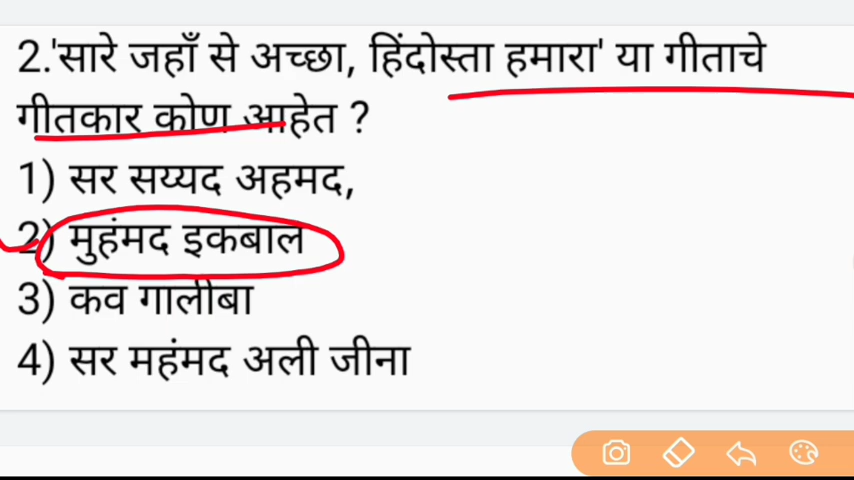 2.'सारे जहाँ से अच्छा, हिंदोस्ता हमारा' या गीताचे
गीतकार कोण आहेत ?
1) सर सय्यद अहमद,
2) मुहंमद इकबाल
3) कव गालीबा
4) सर महंमद अली जीना